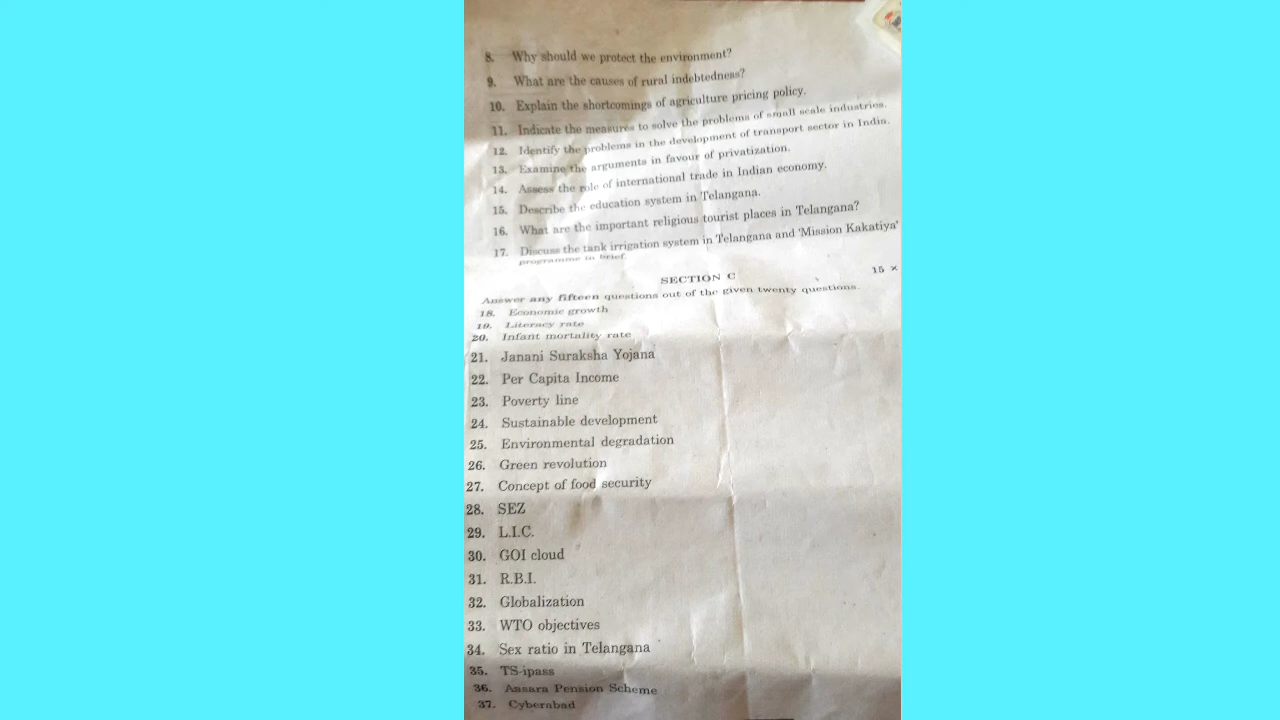 8. Why should we protect the environment?
9. What are the causes of rural indebtedness?
10. Explain the shortcomings of agriculture pricing policy.
11. Indicate the measures to solve the problems of small scale industries.
12. Identify the problems in the development of transport sector in India.
13. Examine the arguments in favour of privatization.
14. Assess the role of international trade in Indian economy.
15. Describe the education system in Telangana.
16. What are the important religious tourist places in Telangana?
17. Discuss the tank irrigation system in Telangana and 'Mission Kakatiya'
programme in brief.
SECTION C 15 ×
Answer any fifteen questions out of the given twenty questions.
18. Economic growth
19. Literacy rate
20. Infant mortality rate
21. Janani Suraksha Yojana
22. Per Capita Income
23. Poverty line
24. Sustainable development
25. Environmental degradation
26. Green revolution
27. Concept of food security
28. SEZ
29. L.I.C.
30. GOI cloud
31. R.B.I.
32. Globalization
33. WTO objectives
34. Sex ratio in Telangana
35. TS-ipass
36. Aasara Pension Scheme
37. Cyberabad